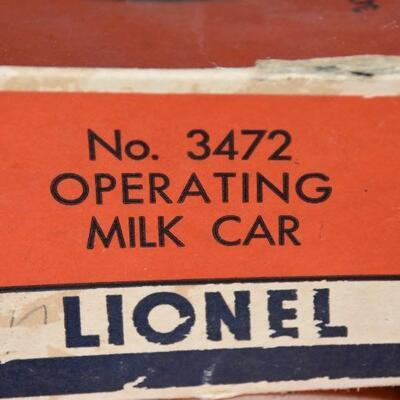 No. 3472
OPERATING
MILK CAR
LIONEL